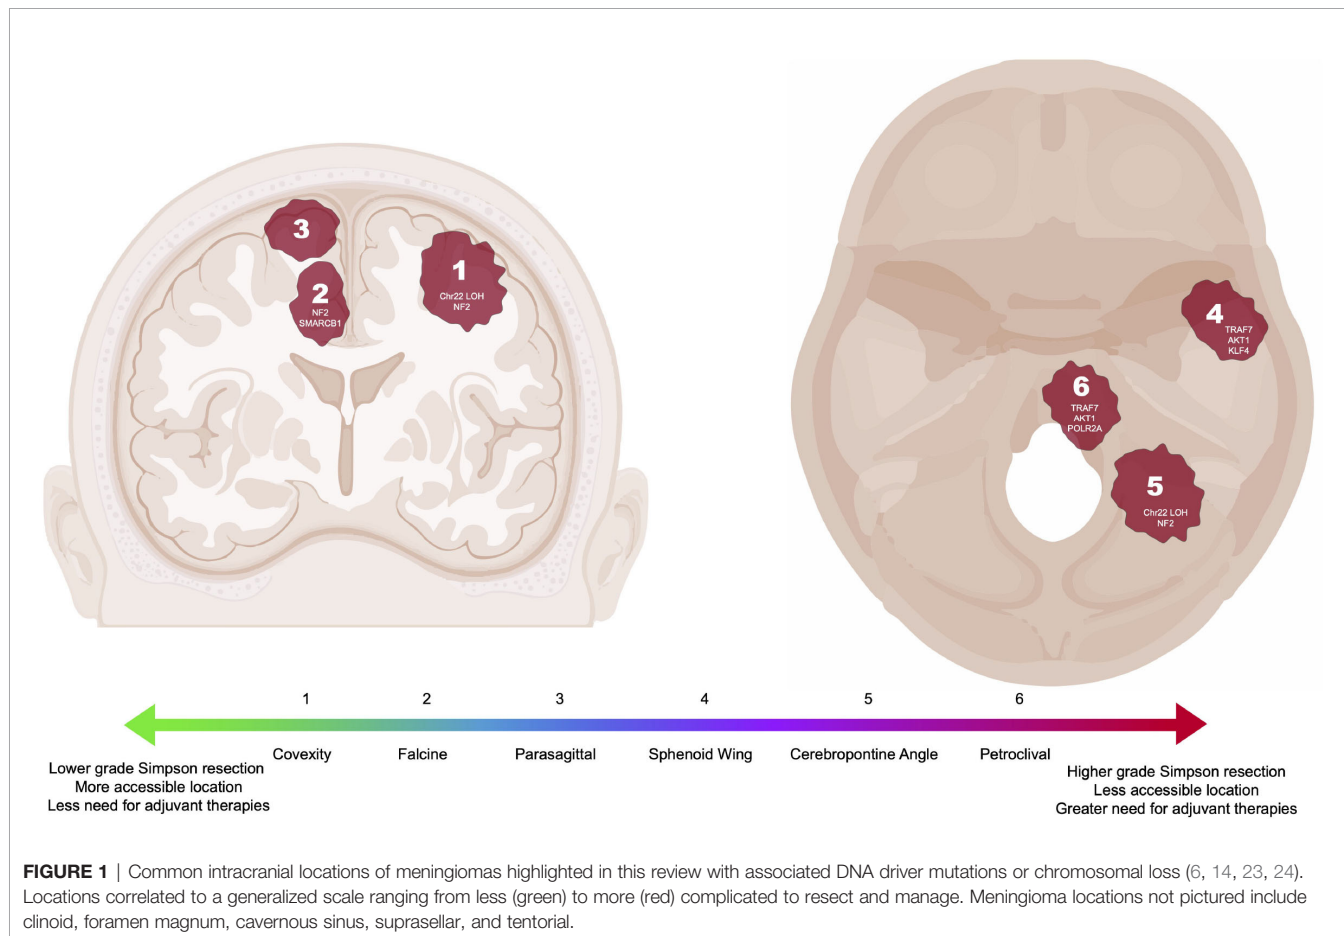 3
1
Chr22 LOH
NF2
2
NF2
SMARCB1
4
TRAF7
AKT1
KLF4
6
TRAF7
AKT1
POLR2A
5
Chr22 LOH
NF2
1 2 3 4 5 6
Covexity Falcine Parasagittal Sphenoid Wing Cerebropontine Angle Petroclival
Lower grade Simpson resection
More accessible location
Less need for adjuvant therapies
Higher grade Simpson resection
Less accessible location
Greater need for adjuvant therapies
FIGURE 1 | Common intracranial locations of meningiomas highlighted in this review with associated DNA driver mutations or chromosomal loss (6, 14, 23, 24).
Locations correlated to a generalized scale ranging from less (green) to more (red) complicated to resect and manage. Meningioma locations not pictured include
clinoid, foramen magnum, cavernous sinus, suprasellar, and tentorial.